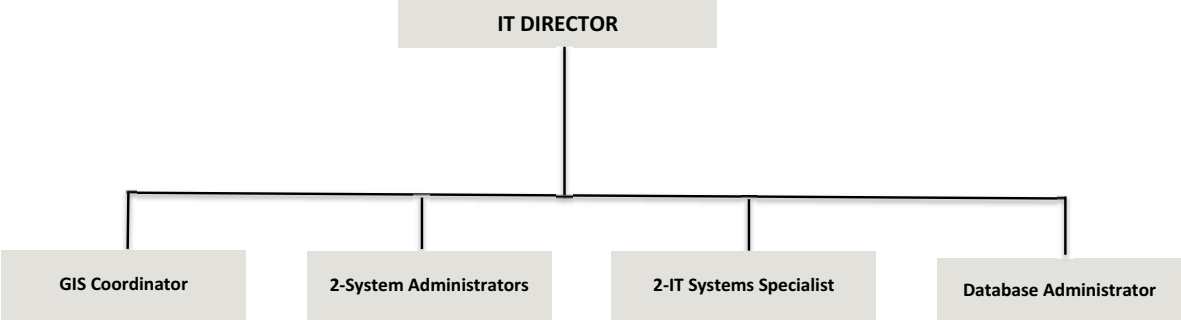 IT DIRECTOR
GIS Coordinator
2-System Administrators
2-IT Systems Specialist
Database Administrator